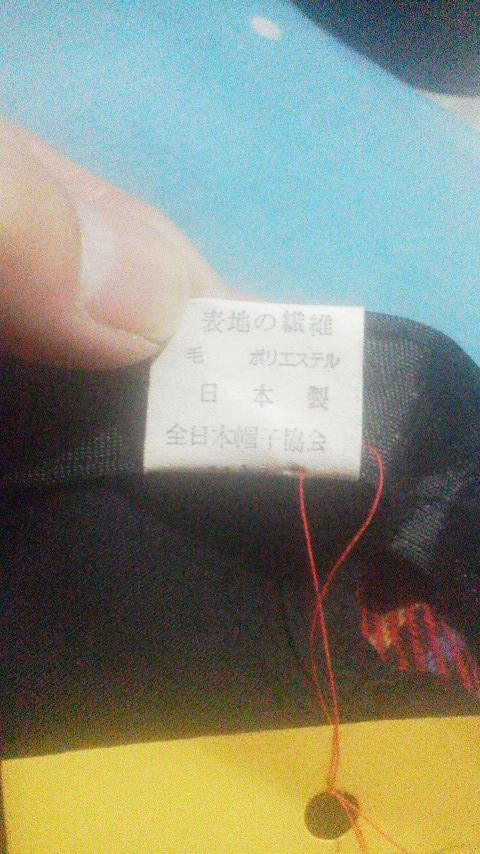 表地の繊維
毛 ポリエステル
日本製
全日本帽子協会